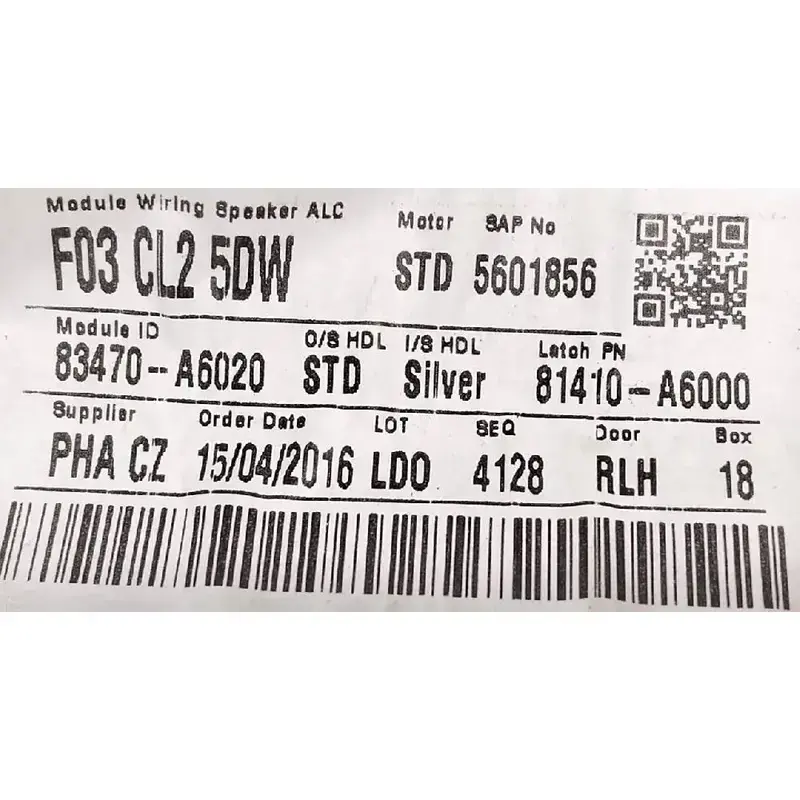 Module Wiring Speaker ALC Motor SAP No
F03 CL2 5DW STD 5601856
Module ID O/S HDL I/S HDL Latch PN
83470--A6020 STD Silver 81410-A6000
Supplier Order Date LOT SEQ Door Box
PHA CZ 15/04/2016 LD0 4128 RLH 18